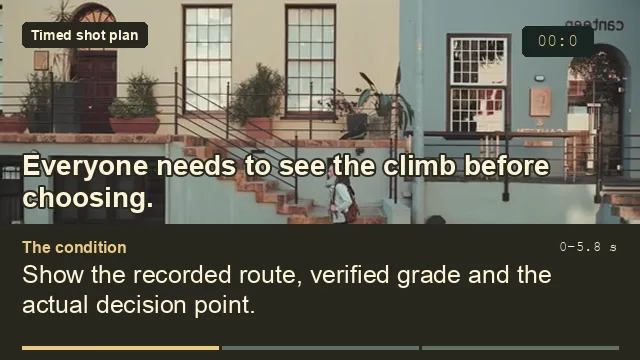 Timed shot plan
canteen
00:0
Everyone needs to see the climb before
choosing.
The condition
0–5.8 s
Show the recorded route, verified grade and the
actual decision point.